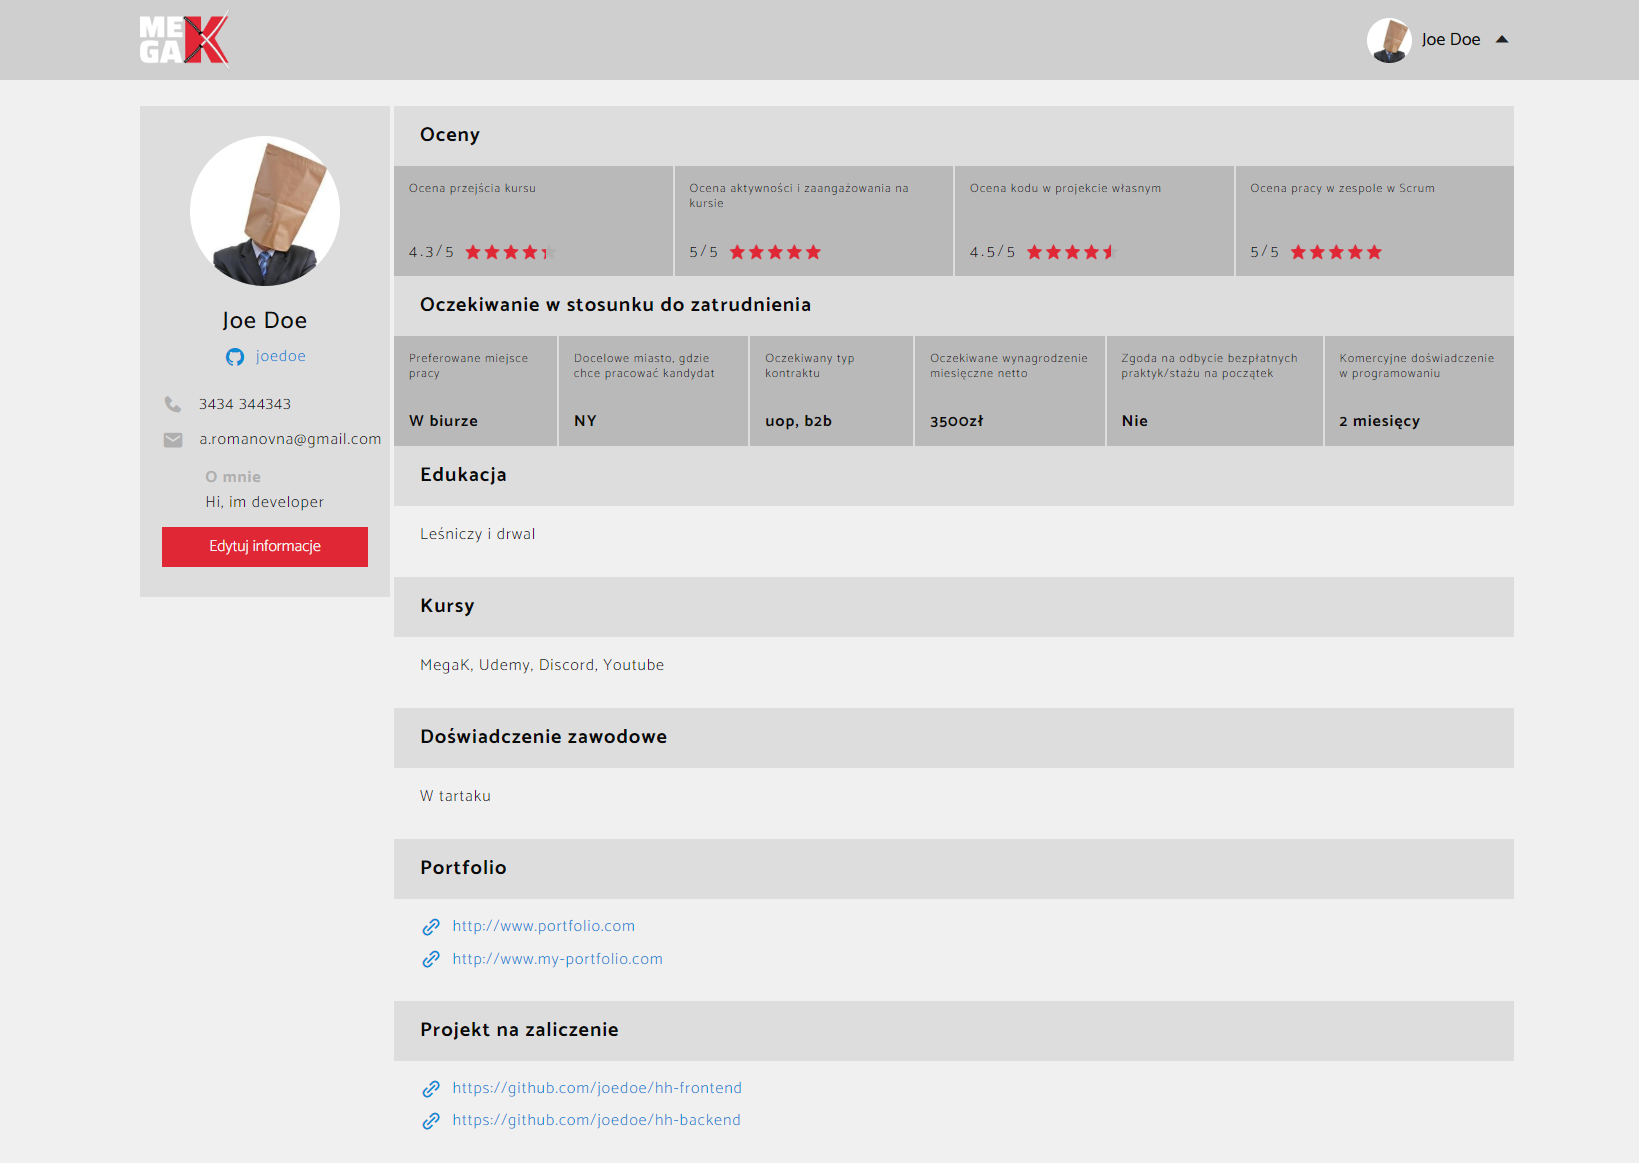 MEGAK
Joe Doe
Joe Doe
joedoe
3434 344343
a.romanovna@gmail.com
O mnie
Hi, im developer
Edytuj informacje
Oceny
Ocena przejścia kursu
4.3/5
Ocena aktywności i zaangażowania na
kursie
5/5
Ocena kodu w projekcie własnym
4.5/5
Ocena pracy w zespole w Scrum
5/5
Oczekiwanie w stosunku do zatrudnienia
Preferowane miejsce
pracy
W biurze
Docelowe miasto, gdzie
chce pracować kandydat
NY
Oczekiwany typ
kontraktu
uop, b2b
Oczekiwane wynagrodzenie
miesięczne netto
3500zł
Zgoda na odbycie bezpłatnych
praktyk/stażu na początek
Nie
Komercyjne doświadczenie
w programowaniu
2 miesięcy
Edukacja
Leśniczy i drwal
Kursy
MegaK, Udemy, Discord, Youtube
Doświadczenie zawodowe
W tartaku
Portfolio
http://www.portfolio.com
http://www.my-portfolio.com
Projekt na zaliczenie
https://github.com/joedoe/hh-frontend
https://github.com/joedoe/hh-backend